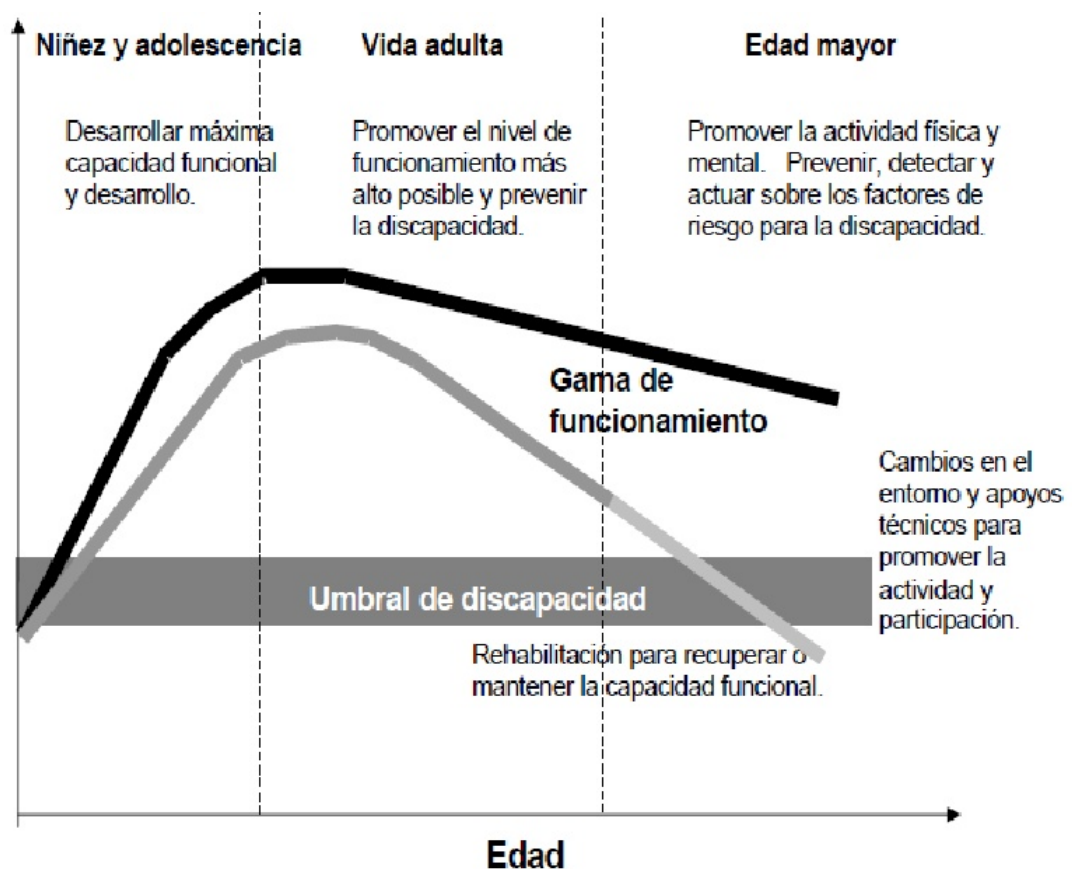 Niñez y adolescencia
Vida adulta
Edad mayor
Desarrollar máxima
capacidad funcional
y desarrollo.
Promover el nivel de
funcionamiento más
alto posible y prevenir
la discapacidad.
Promover la actividad física y
mental. Prevenir, detectar y
actuar sobre los factores de
riesgo para la discapacidad.
Gama de
funcionamiento
Cambios en el
entorno y apoyos
técnicos para
promover la
actividad y
participación.
Umbral de discapacidad
Rehabilitación para recuperar o
mantener la capacidad funcional.
Edad